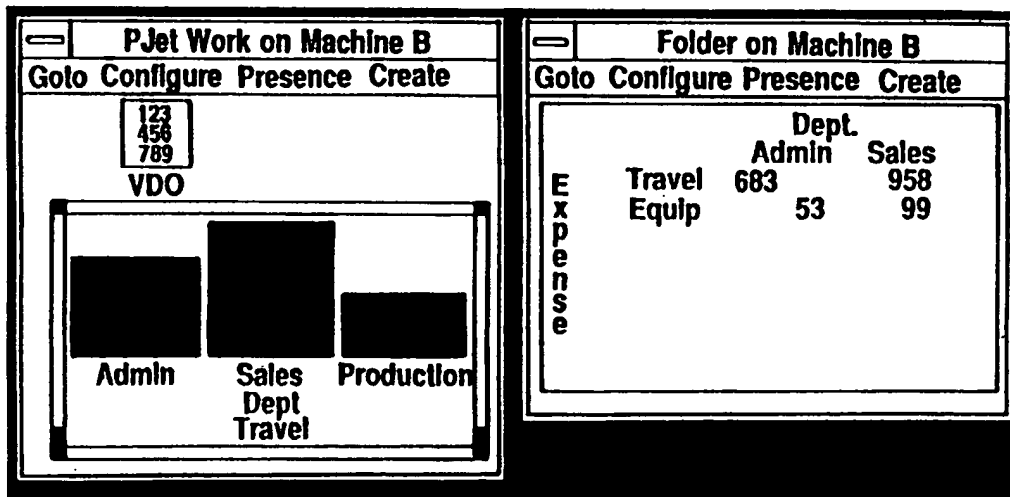 PJet Work on Machine B
Goto Configure Presence Create
123
456
789
VDO
Admin Sales Production
Dept
Travel
Folder on Machine B
Goto Configure Presence Create
Dept.
Admin Sales
Expense
Travel 683 958
Equip 53 99